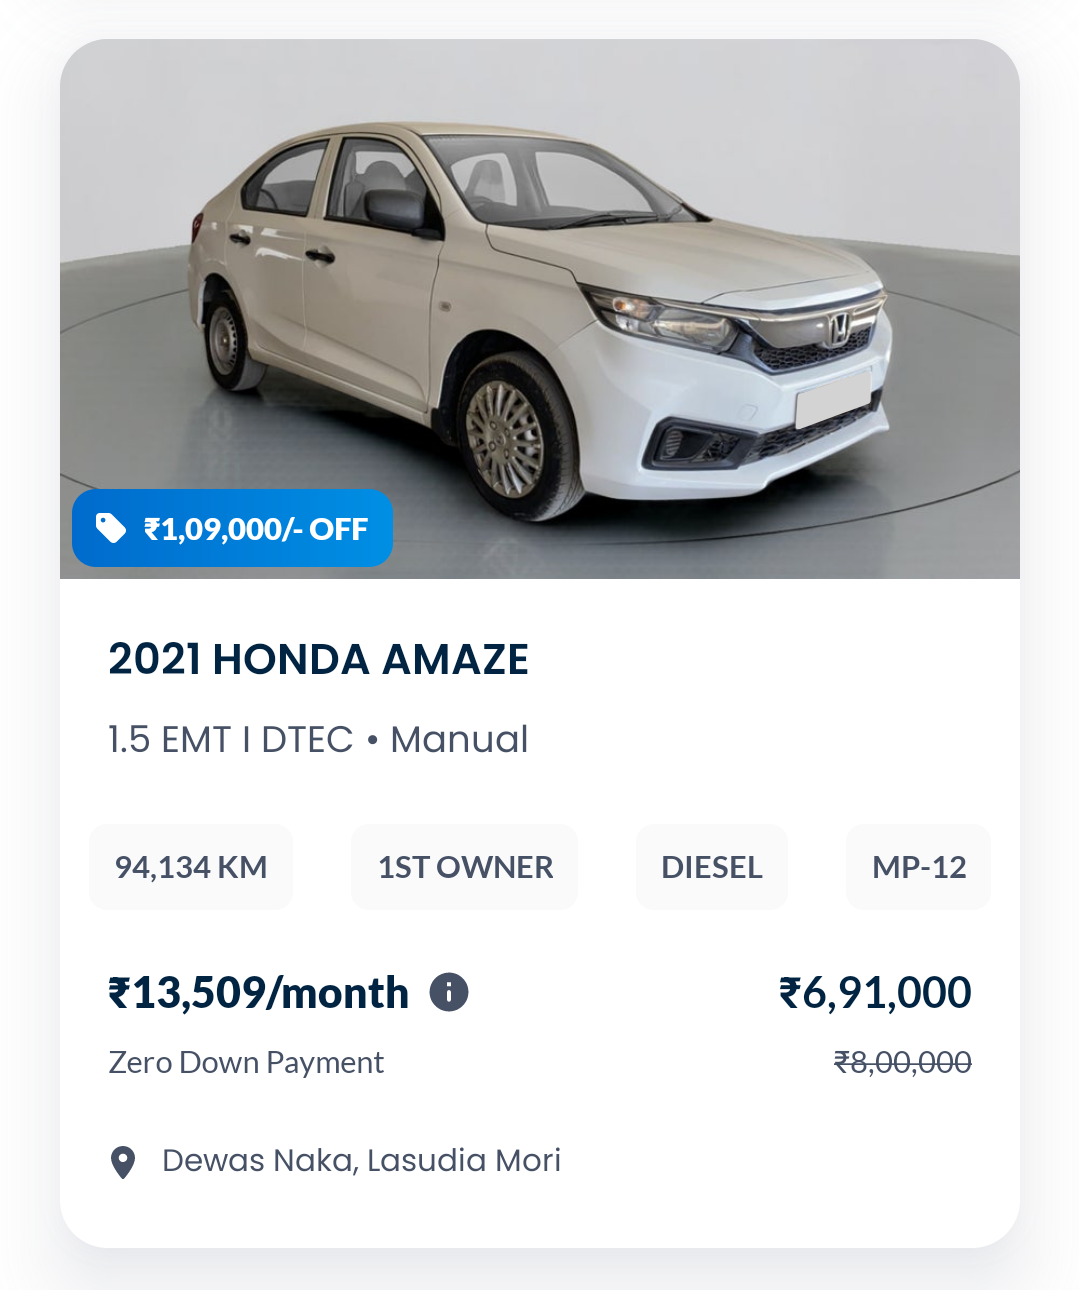 ₹1,09,000/- OFF
2021 HONDA AMAZE
1.5 EMT I DTEC • Manual
94,134 KM 1ST OWNER DIESEL MP-12
₹13,509/month ₹6,91,000
Zero Down Payment ₹8,00,000
Dewas Naka, Lasudia Mori